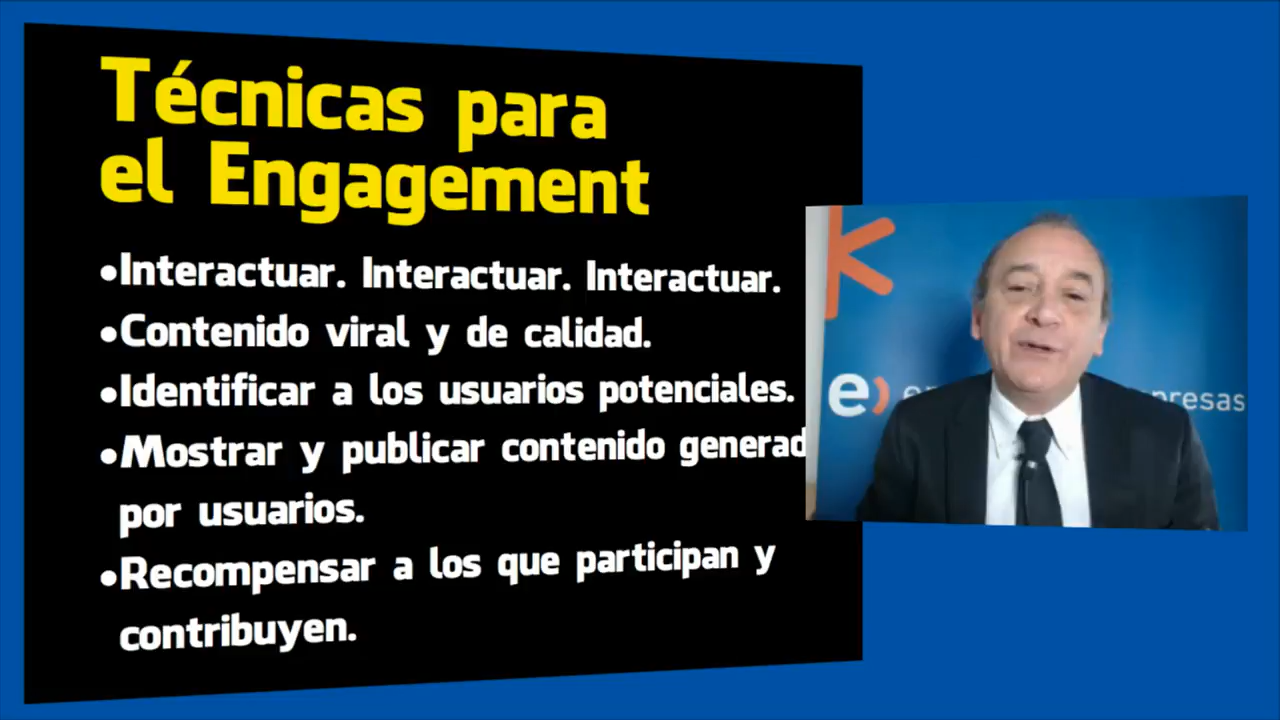 Técnicas para
el Engagement
•Interactuar. Interactuar. Interactuar.
•Contenido viral y de calidad.
•Identificar a los usuarios potenciales.
•Mostrar y publicar contenido
por usuarios.
•Recompensar a los que participan y
contribuyen.
e)